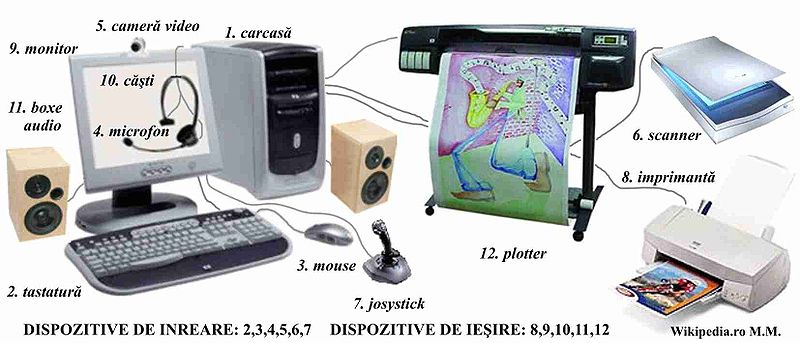 5. cameră video
1. carcasă
9. monitor
10. căști
11. boxe
audio
4. microfon
6. scanner
8. imprimantă
12. plotter
3. mouse
2. tastatură
7. josystick
DISPOZITIVE DE INREARE: 2,3,4,5,6,7
DISPOZITIVE DE IEȘIRE: 8,9,10,11,12
Wikipedia.ro M.M.